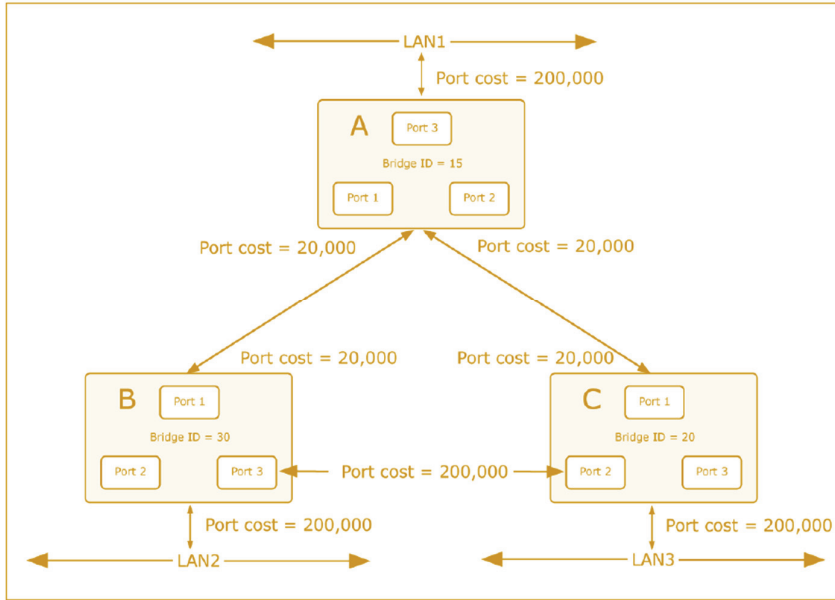 LAN1
Port cost = 200,000
A
Port 3
Bridge ID = 15
Port 1
Port 2
Port cost = 20,000
Port cost = 20,000
Port cost = 20,000
Port cost = 20,000
B
Port 1
Bridge ID = 30
Port 2
Port 3
Port cost = 200,000
C
Port 1
Bridge ID = 20
Port 2
Port 3
Port cost = 200,000
Port cost = 200,000
LAN2
LAN3